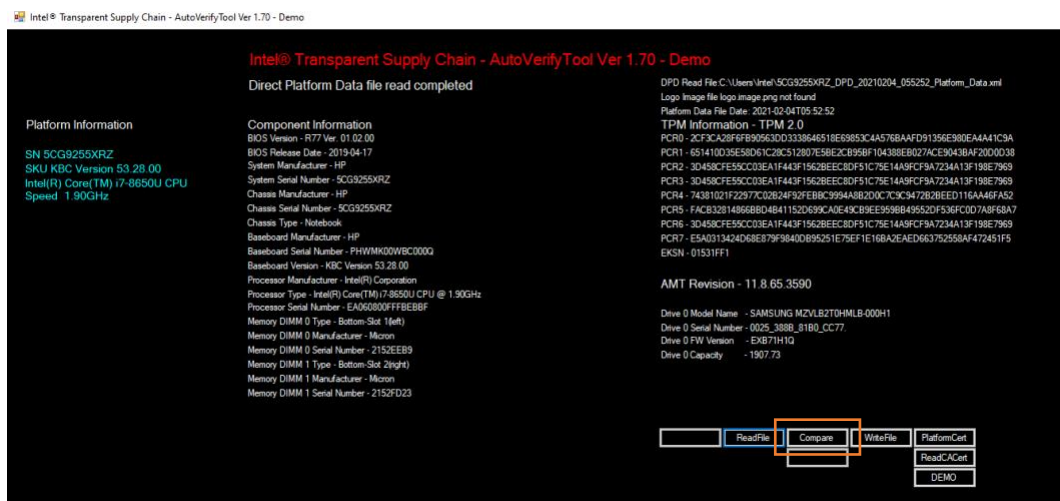 Intel® Transparent Supply Chain - AutoVerifyTool Ver 1.70 - Demo
Intel® Transparent Supply Chain - AutoVerifyTool Ver 1.70 - Demo
Direct Platform Data file read completed
Platform Information
SN 5CG9255XRZ
SKU KBC Version 53.28.00
Intel(R) Core(TM) i7-8650U CPU
Speed 1.90GHz
Component Information
BIOS Version - R77 Ver. 01.02.00
BIOS Release Date - 2019-04-17
System Manufacturer - HP
System Serial Number - 5CG9255XRZ
Chassis Manufacturer - HP
Chassis Serial Number - 5CG9255XRZ
Chassis Type - Notebook
Baseboard Manufacturer - HP
Baseboard Serial Number - PHWMK00WBC000Q
Baseboard Version - KBC Version 53.28.00
Processor Manufacturer - Intel(R) Corporation
Processor Type - Intel(R) Core(TM) i7-8650U CPU @ 1.90GHz
Processor Serial Number - EA060800FFFBEBBF
Memory DIMM 0 Type - Bottom-Slot 1(left)
Memory DIMM 0 Manufacturer - Micron
Memory DIMM 0 Serial Number - 2152EEB9
Memory DIMM 1 Type - Bottom-Slot 2(right)
Memory DIMM 1 Manufacturer - Micron
Memory DIMM 1 Serial Number - 2152FD23
DPD Read File:C:\Users\Intel\5CG9255XRZ_DPD_20210204_055252_Platform_Data.xml
Logo Image file logo.image.png not found
Platform Data File Date: 2021-02-04T05:52:52
TPM Information - TPM 2.0
PCR0 - 2CF3CA28F6FB90563DD3338646518E69853C4A576BAAFD91356E980EA4A41C9A
PCR1 - 651410D35E58D61C28C512807E5BE2CB95BF104388EB027ACE9043BAF20D0D38
PCR2 - 3D458CFE55CC03EA1F443F1562BEEC8DF51C75E14A9FCF9A7234A13F198E7969
PCR3 - 3D458CFE55CC03EA1F443F1562BEEC8DF51C75E14A9FCF9A7234A13F198E7969
PCR4 - 74381021F22977C02B24F92FEBBC9994A8B2D0C7C9C9472B2BEED116AA46FA52
PCR5 - FACB32814866BBD4B41152D699CA0E49CB9EE959BB49552DF536FC0D7A8F68A7
PCR6 - 3D458CFE55CC03EA1F443F1562BEEC8DF51C75E14A9FCF9A7234A13F198E7969
PCR7 - E5A0313424D68E879F9840DB95251E75EF1E16BA2EAED663752558AF472451F5
EKSN - 01531FF1
AMT Revision - 11.8.65.3590
Drive 0 Model Name - SAMSUNG MZVLB2T0HMLB-000H1
Drive 0 Serial Number - 0025_388B_81B0_CC77.
Drive 0 FW Version - EXB71H1Q
Drive 0 Capacity - 1907.73
ReadFile Compare WriteFile PlatformCert
ReadCACert
DEMO